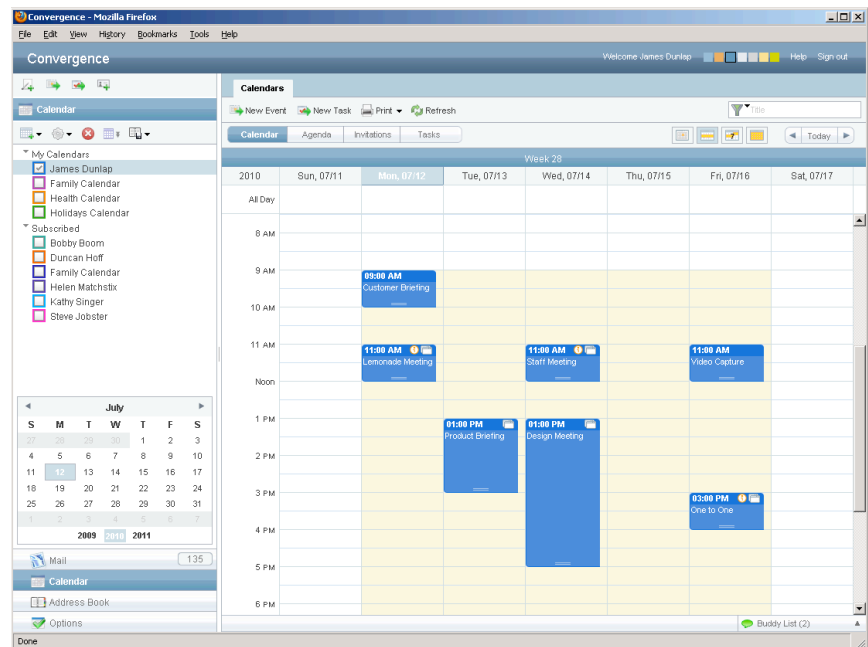 Convergence - Mozilla Firefox
File Edit View History Bookmarks Tools Help
Convergence
Welcome James Dunlap Help Sign out
Calendar
My Calendars
James Dunlap
Family Calendar
Health Calendar
Holidays Calendar
Subscribed
Bobby Boom
Duncan Hoff
Family Calendar
Helen Matchstix
Kathy Singer
Steve Jobster
July
S M T W T F S
27 28 29 30 1 2 3
4 5 6 7 8 9 10
11 12 13 14 15 16 17
18 19 20 21 22 23 24
25 26 27 28 29 30 31
1 2 3 4 5 6 7
2009 2010 2011
Mail 135
Calendar
Address Book
Options
Calendars
New Event New Task Print Refresh Title
Calendar Agenda Invitations Tasks Today
Week 28
2010 Sun, 07/11 Mon, 07/12 Tue, 07/13 Wed, 07/14 Thu, 07/15 Fri, 07/16 Sat, 07/17
All Day
8 AM
9 AM
09:00 AM
Customer Briefing
10 AM
11 AM
11:00 AM 11:00 AM 11:00 AM
Lemonade Meeting Staff Meeting Video Capture
Noon
1 PM
01:00 PM 01:00 PM
Product Briefing Design Meeting
2 PM
3 PM
03:00 PM
One to One
4 PM
5 PM
6 PM
Buddy List (2)
Done